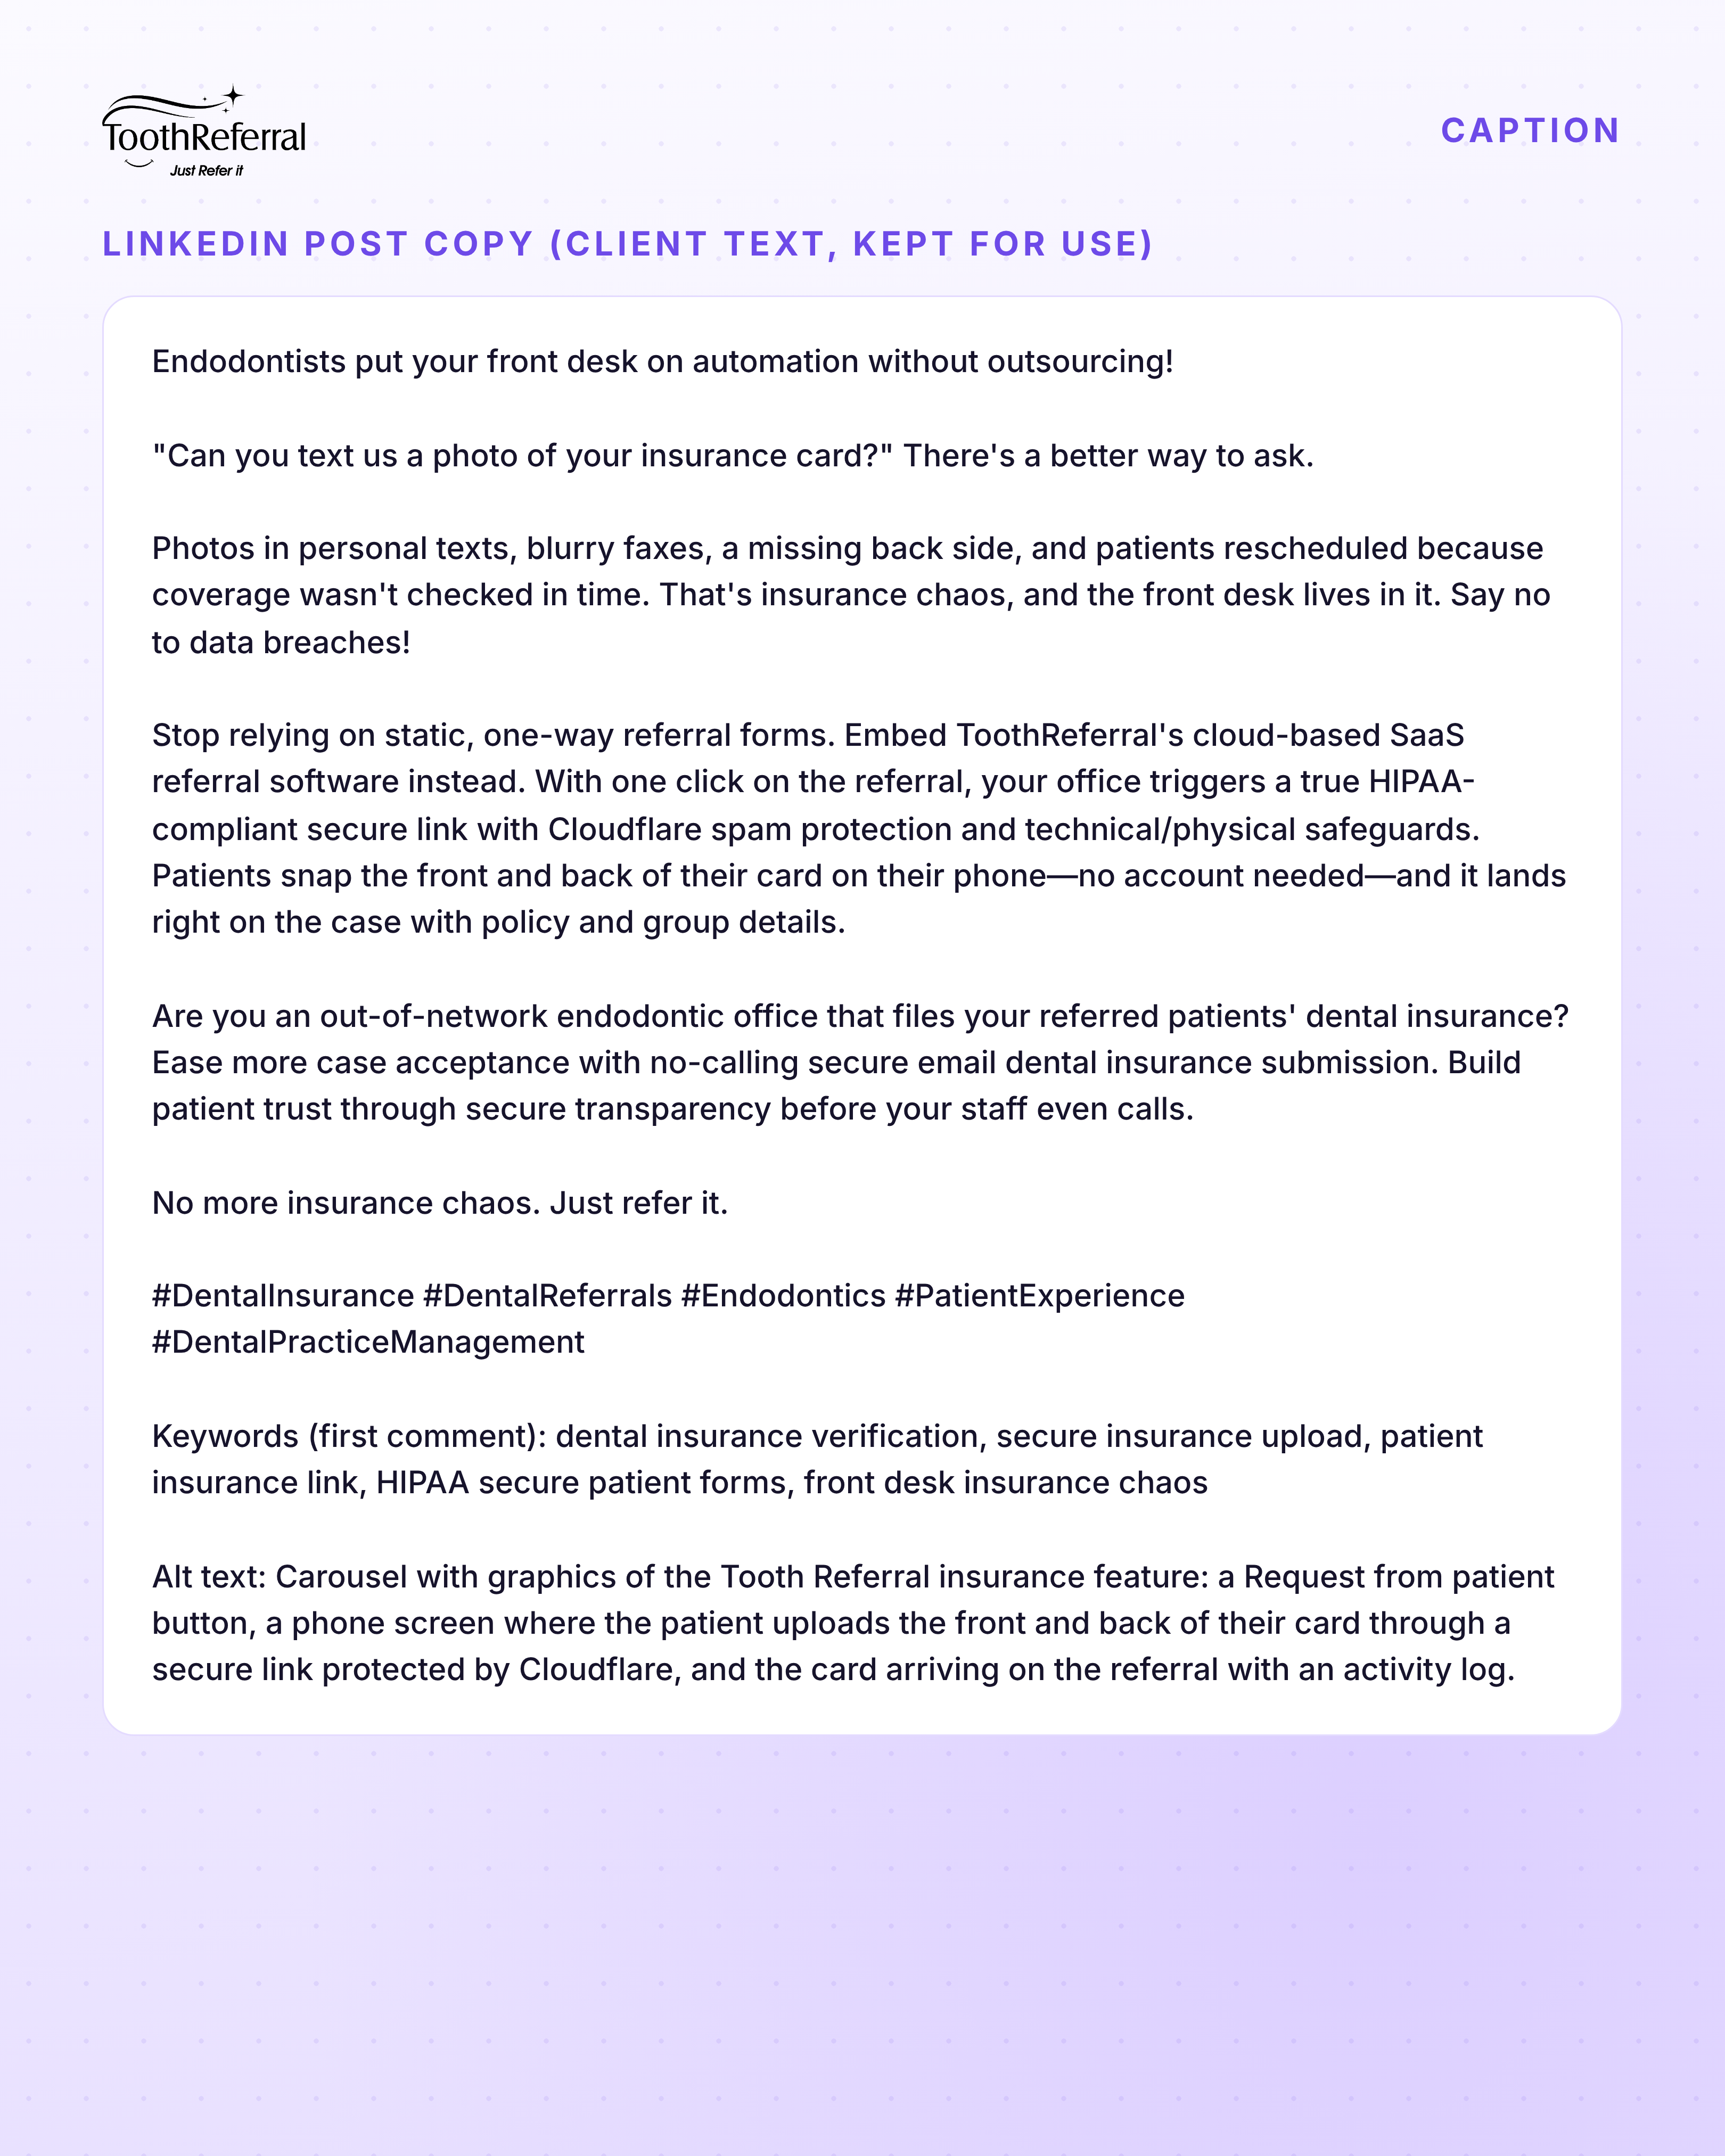 ToothReferral
Just Refer it
CAPTION
LINKEDIN POST COPY (CLIENT TEXT, KEPT FOR USE)
Endodontists put your front desk on automation without outsourcing!
"Can you text us a photo of your insurance card?" There's a better way to ask.
Photos in personal texts, blurry faxes, a missing back side, and patients rescheduled because
coverage wasn't checked in time. That's insurance chaos, and the front desk lives in it. Say no
to data breaches!
Stop relying on static, one-way referral forms. Embed ToothReferral's cloud-based SaaS
referral software instead. With one click on the referral, your office triggers a true HIPAA-
compliant secure link with Cloudflare spam protection and technical/physical safeguards.
Patients snap the front and back of their card on their phone—no account needed—and it lands
right on the case with policy and group details.
Are you an out-of-network endodontic office that files your referred patients' dental insurance?
Ease more case acceptance with no-calling secure email dental insurance submission. Build
patient trust through secure transparency before your staff even calls.
No more insurance chaos. Just refer it.
#DentalInsurance #DentalReferrals #Endodontics #PatientExperience
#DentalPracticeManagement
Keywords (first comment): dental insurance verification, secure insurance upload, patient
insurance link, HIPAA secure patient forms, front desk insurance chaos
Alt text: Carousel with graphics of the Tooth Referral insurance feature: a Request from patient
button, a phone screen where the patient uploads the front and back of their card through a
secure link protected by Cloudflare, and the card arriving on the referral with an activity log.